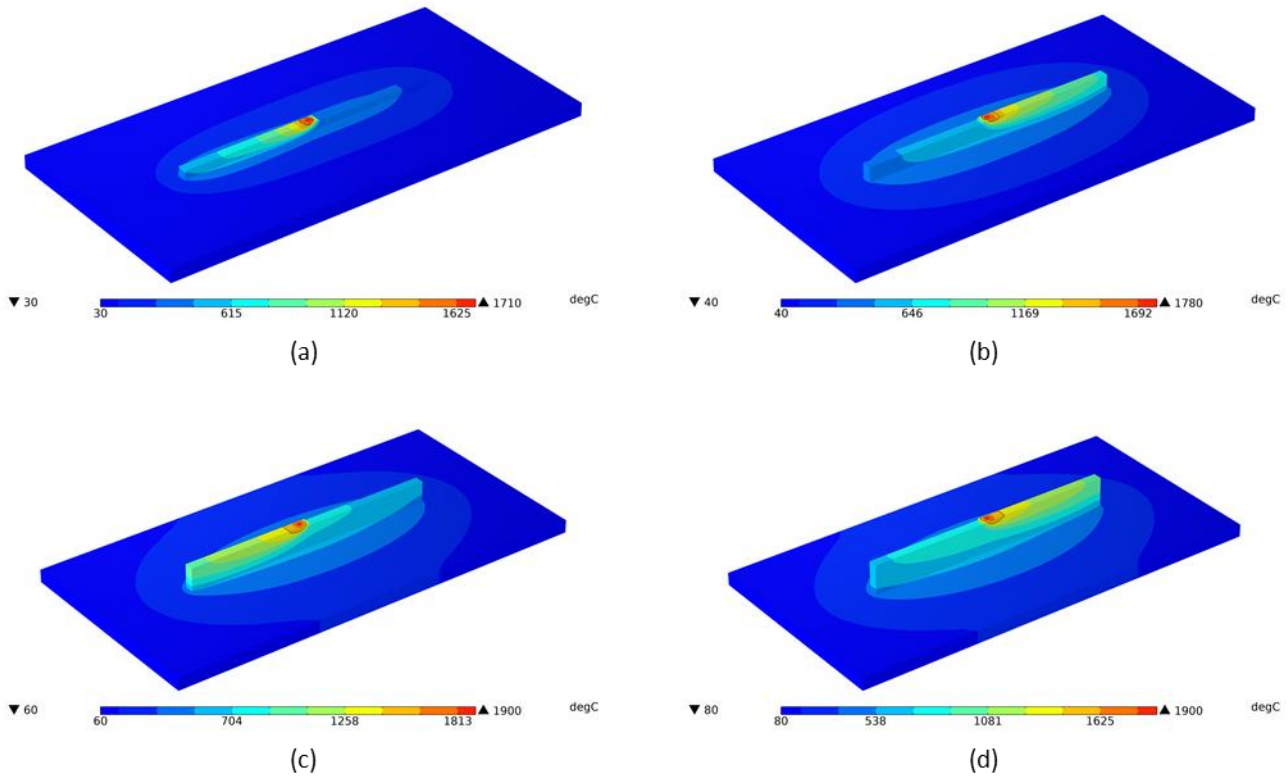 ▼ 30 ▲ 1710 degC
30 615 1120 1625
(a)
▼ 40 ▲ 1780 degC
40 646 1169 1692
(b)
▼ 60 ▲ 1900 degC
60 704 1258 1813
(c)
▼ 80 ▲ 1900 degC
80 538 1081 1625
(d)